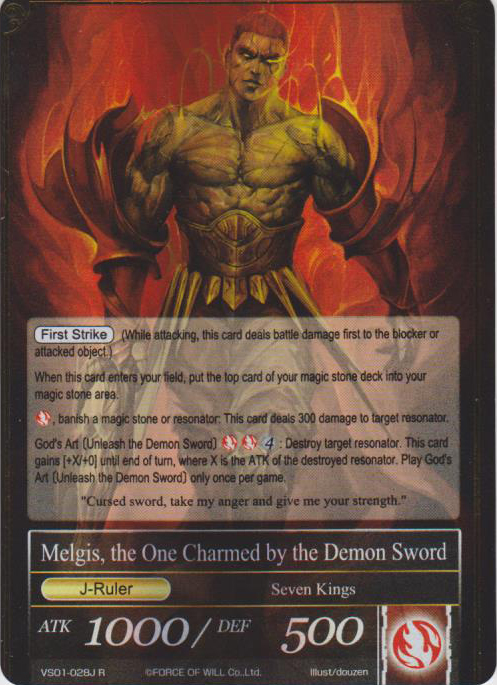 First Strike (While attacking, this card deals battle damage first to the blocker or
attacked object.)
When this card enters your field, put the top card of your magic stone deck into your
magic stone area.
, banish a magic stone or resonator: This card deals 300 damage to target resonator.
God's Art [Unleash the Demon Sword] 4 : Destroy target resonator. This card
gains [+X/+0] until end of turn, where X is the ATK of the destroyed resonator. Play God's
Art [Unleash the Demon Sword] only once per game.
"Cursed sword, take my anger and give me your strength."
Melgis, the One Charmed by the Demon Sword
J-Ruler Seven Kings
ATK 1000/ DEF 500
VS01-028J R ©FORCE OF WILL Co.,Ltd. Illust/douzen